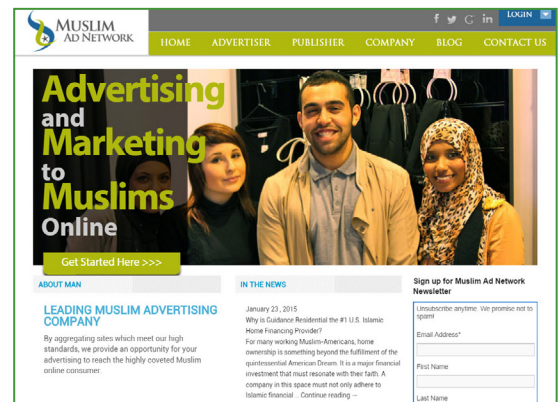 MUSLIM
AD NETWORK
LOGIN
HOME ADVERTISER PUBLISHER COMPANY BLOG CONTACT US
Advertising
and
Marketing
to
Muslims
Online
Get Started Here >>>
ABOUT MAN
LEADING MUSLIM ADVERTISING
COMPANY
By aggregating sites which meet our high
standards, we provide an opportunity for your
advertising to reach the highly coveted Muslim
online consumer.
IN THE NEWS
January 23 , 2015
Why is Guidance Residential the #1 U.S. Islamic
Home Financing Provider?
For many working Muslim-Americans, home
ownership is something beyond the fulfillment of the
quintessential American Dream. It is a major financial
investment that must resonate with their faith. A
company in this space must not only adhere to
Islamic financial ... Continue reading →
Sign up for Muslim Ad Network
Newsletter
Unsubscribe anytime. We promise not to
spam!
Email Address*
First Name
Last Name